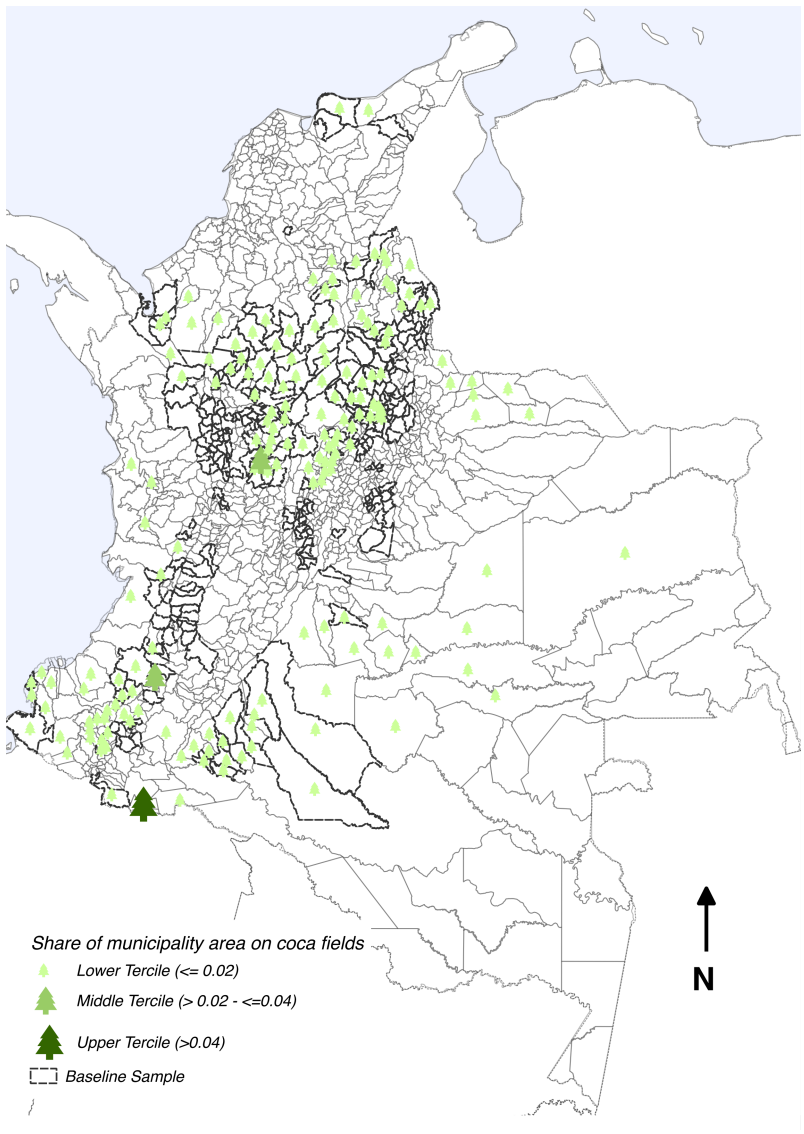 N
Share of municipality area on coca fields
Lower Tercile (<= 0.02)
Middle Tercile (> 0.02 - <=0.04)
Upper Tercile (>0.04)
Baseline Sample